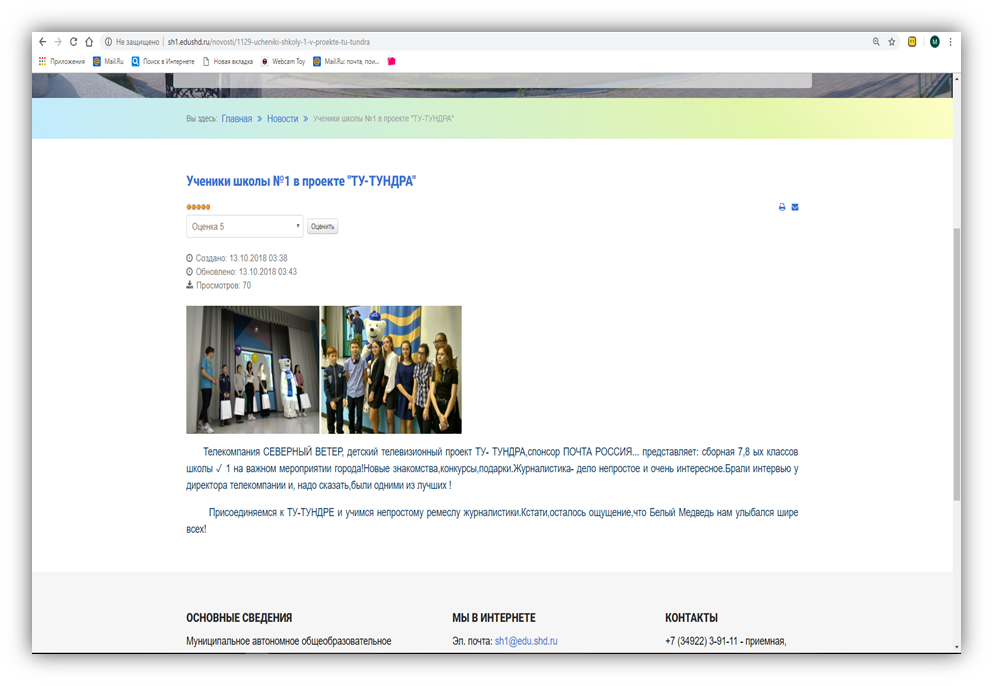 Не защищено | sh1.edushd.ru/novosti/1129-ucheniki-shkoly-1-v-proekte-tu-tundra
Приложения Mail.Ru Поиск в Интернете Новая вкладка Webcam Toy Mail.Ru: почта, пои...
Вы здесь: Главная » Новости » Ученики школы №1 в проекте "ТУ-ТУНДРА"
Ученики школы №1 в проекте "ТУ-ТУНДРА"
Оценка 5 Оценить
Создано: 13.10.2018 03:38
Обновлено: 13.10.2018 03:43
Просмотров: 70
Телекомпания СЕВЕРНЫЙ ВЕТЕР, детский телевизионный проект ТУ- ТУНДРА,спонсор ПОЧТА РОССИЯ... представляет: сборная 7,8 ых классов
школы ✓ 1 на важном мероприятии города!Новые знакомства,конкурсы,подарки.Журналистика- дело непростое и очень интересное.Брали интервью у
директора телекомпании и, надо сказать,были одними из лучших !
Присоединяемся к ТУ-ТУНДРЕ и учимся непростому ремеслу журналистики.Кстати,осталось ощущение,что Белый Медведь нам улыбался шире
всех!
ОСНОВНЫЕ СВЕДЕНИЯ МЫ В ИНТЕРНЕТЕ КОНТАКТЫ
Муниципальное автономное общеобразовательное Эл. почта: sh1@edu.shd.ru +7 (34922) 3-91-11 - приемная,